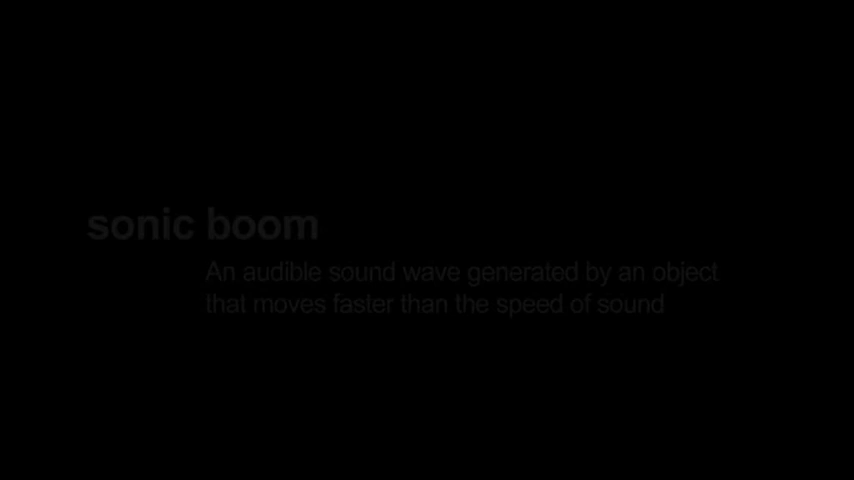 sonic boom
An audible sound wave generated by an object
that moves faster than the speed of sound